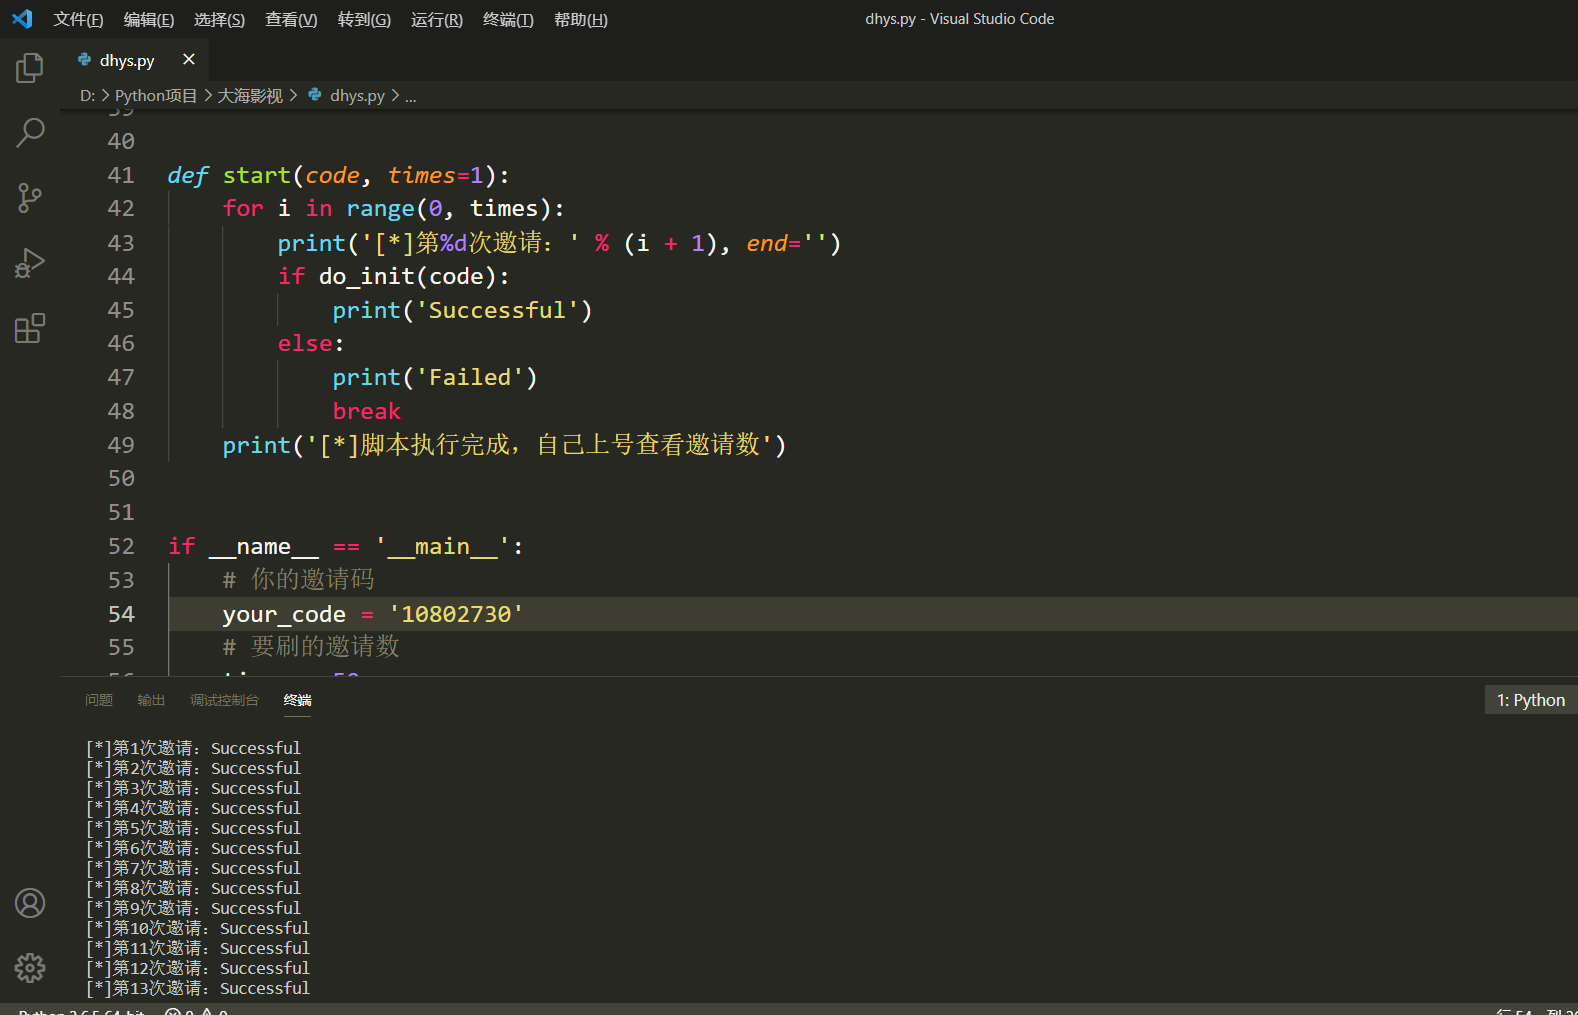 文件(F) 编辑(E) 选择(S) 查看(V) 转到(G) 运行(R) 终端(T) 帮助(H) dhys.py - Visual Studio Code
dhys.py ×
D: > Python项目 > 大海影视 > dhys.py > ...
39
40
41 def start(code, times=1):
42 for i in range(0, times):
43 print('[*]第%d次邀请：' % (i + 1), end='')
44 if do_init(code):
45 print('Successful')
46 else:
47 print('Failed')
48 break
49 print('[*]脚本执行完成，自己上号查看邀请数')
50
51
52 if __name__ == '__main__':
53 # 你的邀请码
54 your_code = '10802730'
55 # 要刷的邀请数
问题 输出 调试控制台 终端 1: Python
[*]第1次邀请：Successful
[*]第2次邀请：Successful
[*]第3次邀请：Successful
[*]第4次邀请：Successful
[*]第5次邀请：Successful
[*]第6次邀请：Successful
[*]第7次邀请：Successful
[*]第8次邀请：Successful
[*]第9次邀请：Successful
[*]第10次邀请：Successful
[*]第11次邀请：Successful
[*]第12次邀请：Successful
[*]第13次邀请：Successful
Python 3.6.5 64-bit 0 0